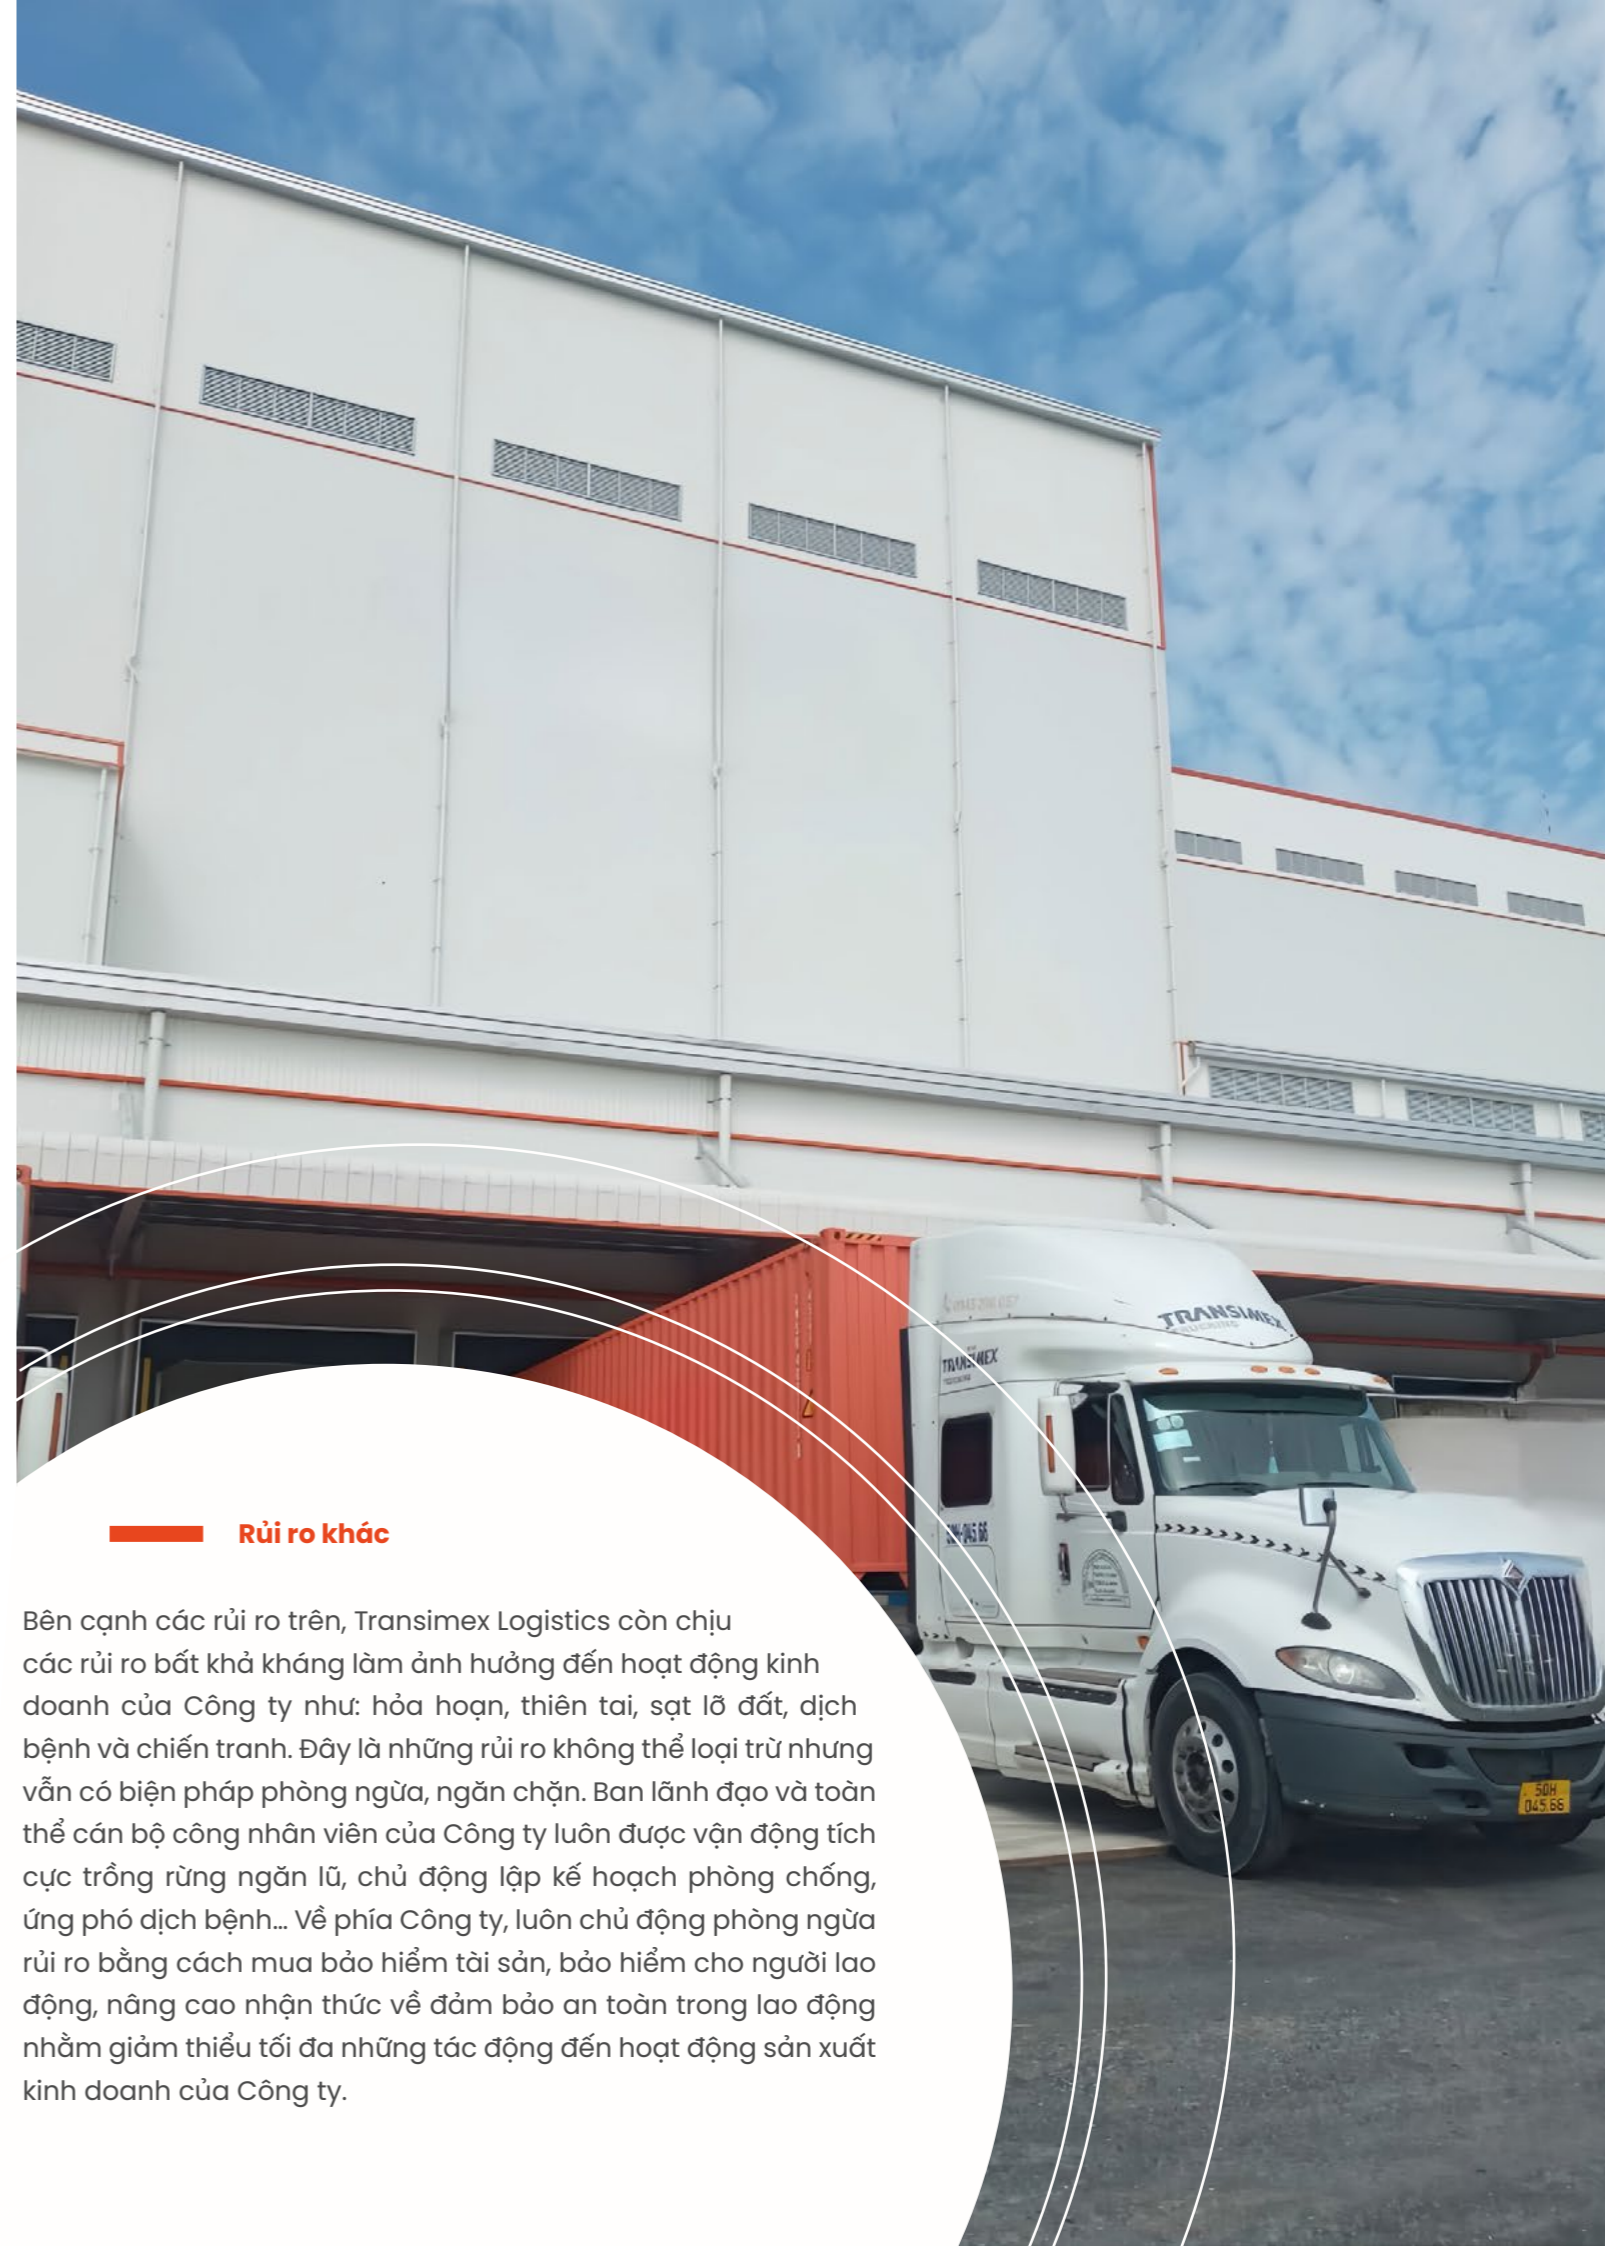 TRANSIMEX
TRUCKING
TRANSIMEX
50H-045.66
50H
045.66
Rủi ro khác
Bên cạnh các rủi ro trên, Transimex Logistics còn chịu
các rủi ro bất khả kháng làm ảnh hưởng đến hoạt động kinh
doanh của Công ty như: hỏa hoạn, thiên tai, sạt lỡ đất, dịch
bệnh và chiến tranh. Đây là những rủi ro không thể loại trừ nhưng
vẫn có biện pháp phòng ngừa, ngăn chặn. Ban lãnh đạo và toàn
thể cán bộ công nhân viên của Công ty luôn được vận động tích
cực trồng rừng ngăn lũ, chủ động lập kế hoạch phòng chống,
ứng phó dịch bệnh... Về phía Công ty, luôn chủ động phòng ngừa
rủi ro bằng cách mua bảo hiểm tài sản, bảo hiểm cho người lao
động, nâng cao nhận thức về đảm bảo an toàn trong lao động
nhằm giảm thiểu tối đa những tác động đến hoạt động sản xuất
kinh doanh của Công ty.